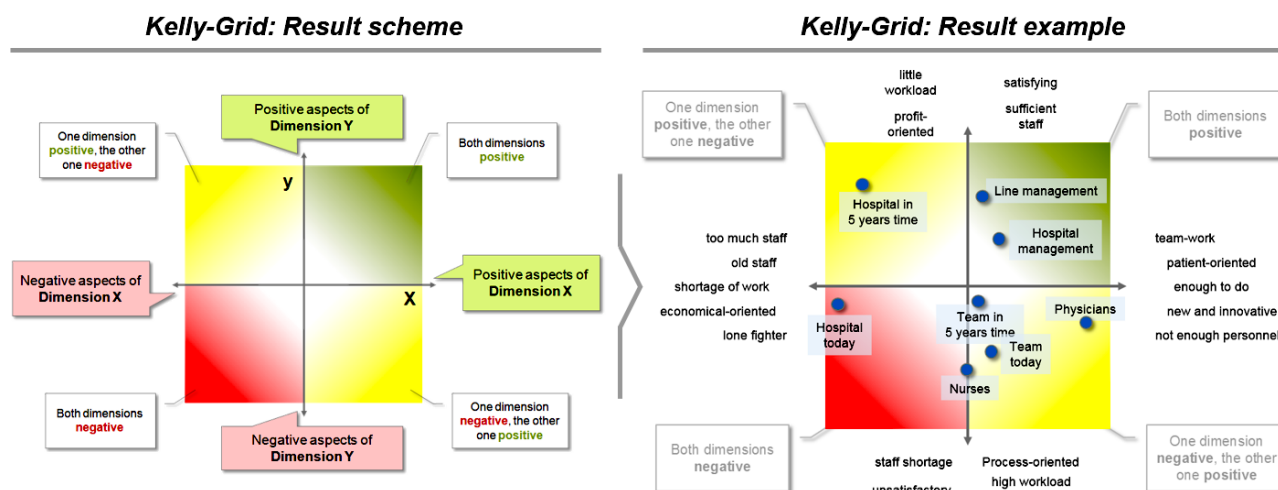 Kelly-Grid: Result scheme
Positive aspects of
Dimension Y
One dimension
positive, the other
one negative
Both dimensions
positive
y
Negative aspects of
Dimension X
X
Positive aspects of
Dimension X
Both dimensions
negative
Negative aspects of
Dimension Y
One dimension
negative, the other
one positive
Kelly-Grid: Result example
little
workload
profit-
oriented
satisfying
sufficient
staff
One dimension
positive, the other
one negative
Both dimensions
positive
Hospital in
5 years time
Line management
Hospital
management
too much staff
old staff
shortage of work
economical-oriented
lone fighter
team-work
patient-oriented
enough to do
new and innovative
not enough personnel
Hospital
today
Team in
5 years time
Physicians
Team
today
Nurses
Both dimensions
negative
One dimension
negative, the other
one positive
staff shortage
unsatisfactory
Process-oriented
high workload